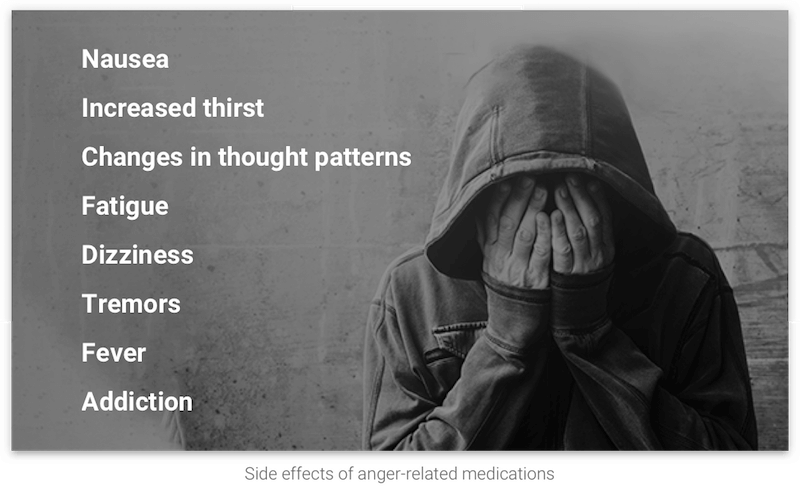 Nausea
Increased thirst
Changes in thought patterns
Fatigue
Dizziness
Tremors
Fever
Addiction
Side effects of anger-related medications